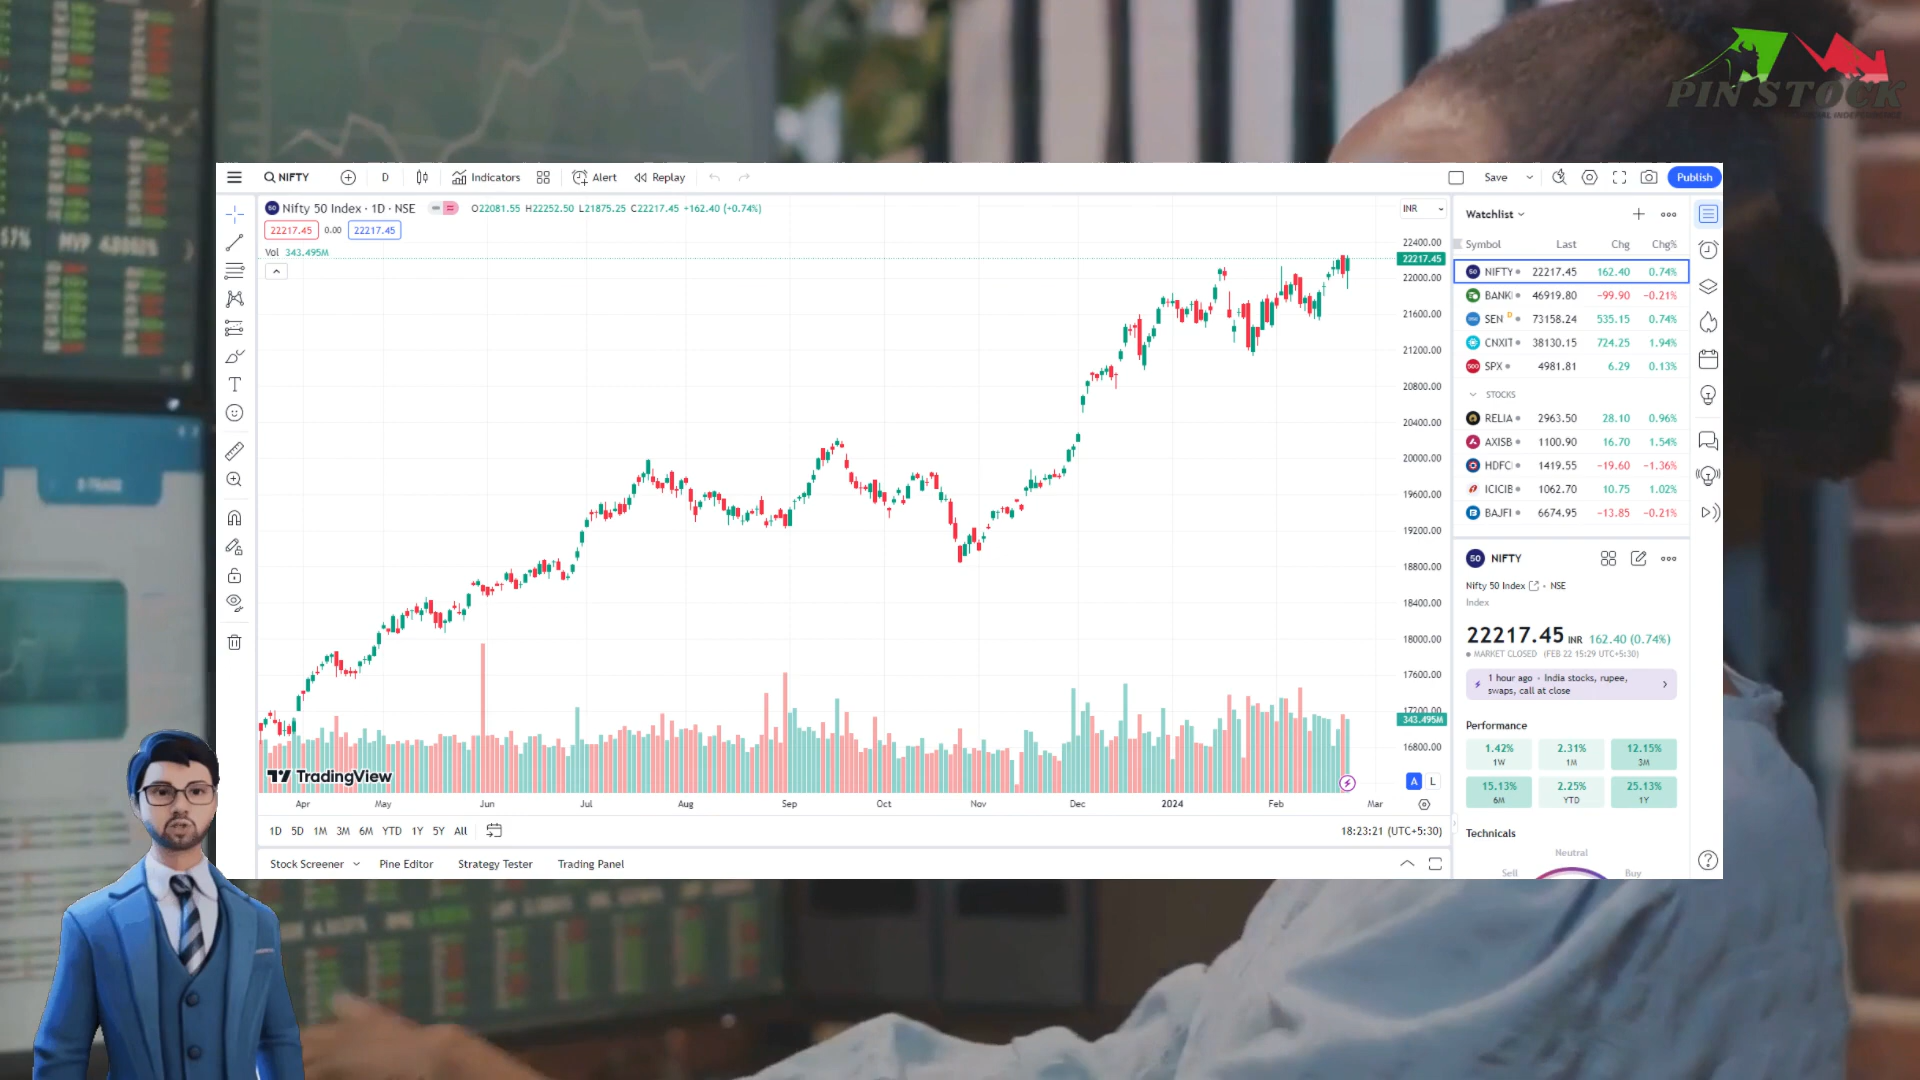 PIN STOCK
NIFTY D Indicators Alert Replay Save Publish
Nifty 50 Index · 1D · NSE O22081.55 H22252.50 L21875.25 C22217.45 +162.40 (+0.74%) INR
22217.45 0.00 22217.45
Vol 343.495M
22400.00
22217.45
22000.00
21600.00
21200.00
20800.00
20400.00
20000.00
19600.00
19200.00
18800.00
18400.00
18000.00
17600.00
17200.00
343.495M
16800.00
TradingView
A L
Apr May Jun Jul Aug Sep Oct Nov Dec 2024 Feb Mar
1D 5D 1M 3M 6M YTD 1Y 5Y All 18:23:21 (UTC+5:30)
Stock Screener Pine Editor Strategy Tester Trading Panel
Watchlist
Symbol Last Chg Chg%
50 NIFTY 22217.45 162.40 0.74%
BANKI 46919.80 −99.90 −0.21%
SEN D 73158.24 535.15 0.74%
CNXIT 38130.15 724.25 1.94%
500 SPX 4981.81 6.29 0.13%
STOCKS
RELIA 2963.50 28.10 0.96%
AXISB 1100.90 16.70 1.54%
HDFC 1419.55 −19.60 −1.36%
ICICIB 1062.70 10.75 1.02%
BAJFI 6674.95 −13.85 −0.21%
50 NIFTY
Nifty 50 Index · NSE
Index
22217.45 INR 162.40 (0.74%)
MARKET CLOSED (FEB 22 15:29 UTC+5:30)
1 hour ago · India stocks, rupee,
swaps, call at close
Performance
1.42% 2.31% 12.15%
1W 1M 3M
15.13% 2.25% 25.13%
6M YTD 1Y
Technicals
Neutral
Sell Buy